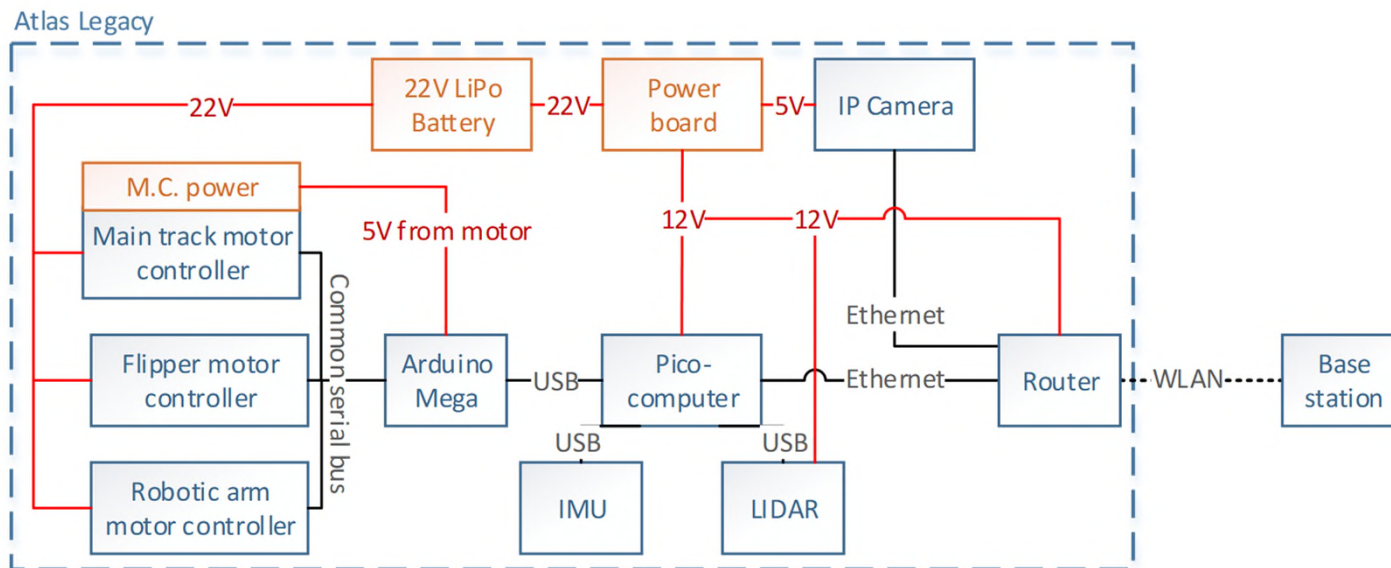 Atlas Legacy
22V LiPo
Battery
Power
board
IP Camera
22V
22V
5V
M.C. power
Main track motor
controller
5V from motor
12V
12V
Common serial bus
Ethernet
Flipper motor
controller
Arduino
Mega
USB
Pico-
computer
Ethernet
Router
WLAN
Base
station
USB
USB
Robotic arm
motor controller
IMU
LIDAR